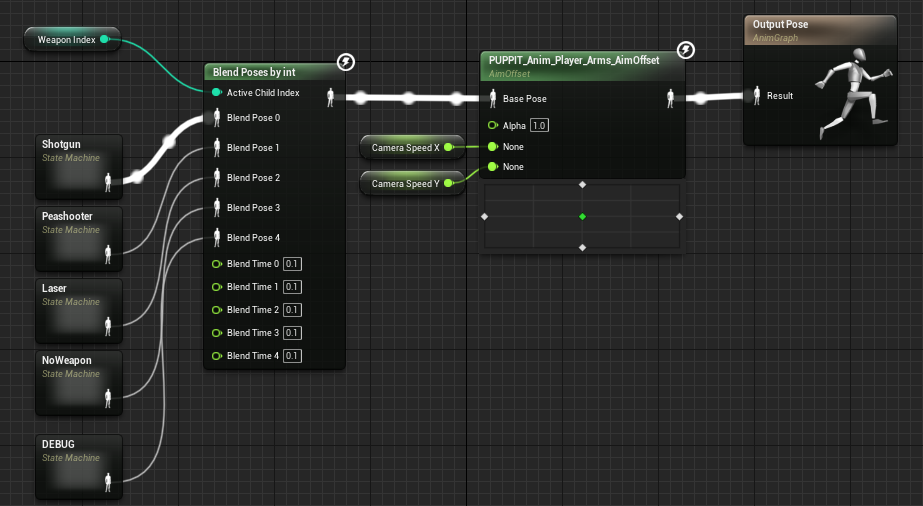 Weapon Index
Blend Poses by int
Active Child Index
Blend Pose 0
Blend Pose 1
Blend Pose 2
Blend Pose 3
Blend Pose 4
Blend Time 0 0.1
Blend Time 1 0.1
Blend Time 2 0.1
Blend Time 3 0.1
Blend Time 4 0.1
Shotgun
State Machine
Peashooter
State Machine
Laser
State Machine
NoWeapon
State Machine
DEBUG
State Machine
Camera Speed X
Camera Speed Y
PUPPIT_Anim_Player_Arms_AimOffset
AimOffset
Base Pose
Alpha 1.0
None
None
Output Pose
AnimGraph
Result